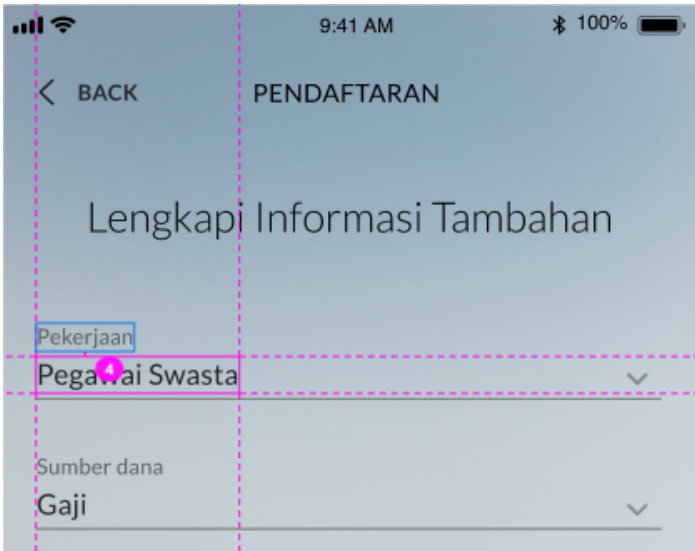 9:41 AM
100%
BACK
PENDAFTARAN
Lengkapi Informasi Tambahan
Pekerjaan
4
Pegawai Swasta
Sumber dana
Gaji